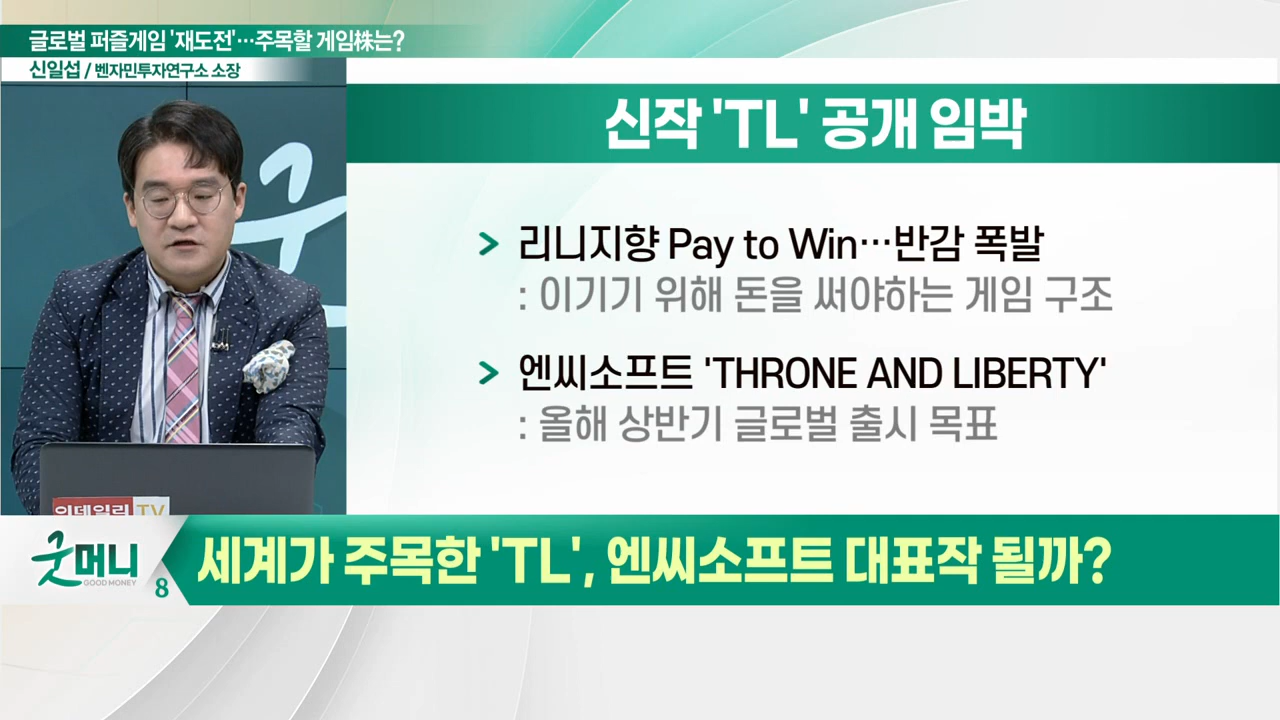 글로벌 퍼즐게임 '재도전'…주목할 게임株는?
신일섭 / 벤자민투자연구소 소장
신작 'TL' 공개 임박
> 리니지향 Pay to Win…반감 폭발
: 이기기 위해 돈을 써야하는 게임 구조
> 엔씨소프트 'THRONE AND LIBERTY'
: 올해 상반기 글로벌 출시 목표
이데일리 TV
굿머니
GOOD MONEY
8
세계가 주목한 'TL', 엔씨소프트 대표작 될까?